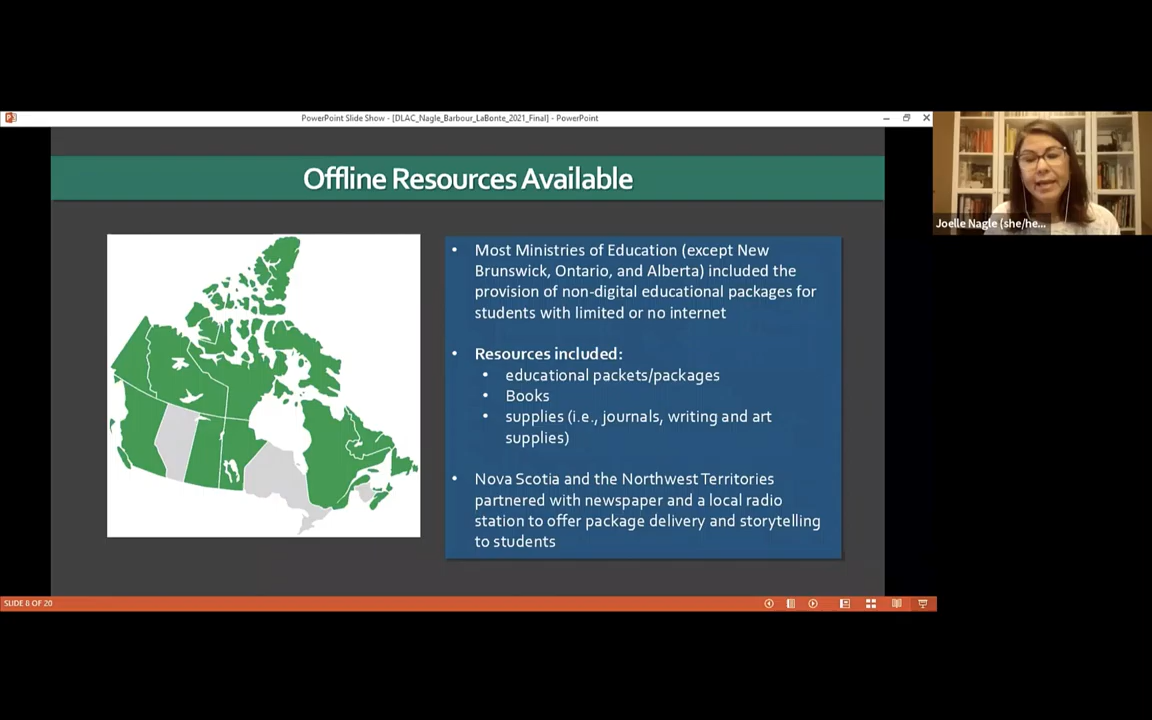 PowerPoint Slide Show - [DLAC_Nagle_Barbour_LaBonte_2021_Final] - PowerPoint
Offline Resources Available
• Most Ministries of Education (except New
Brunswick, Ontario, and Alberta) included the
provision of non-digital educational packages for
students with limited or no internet
• Resources included:
• educational packets/packages
• Books
• supplies (i.e., journals, writing and art
supplies)
• Nova Scotia and the Northwest Territories
partnered with newspaper and a local radio
station to offer package delivery and storytelling
to students
Joelle Nagle (she/he...
SLIDE 8 OF 20